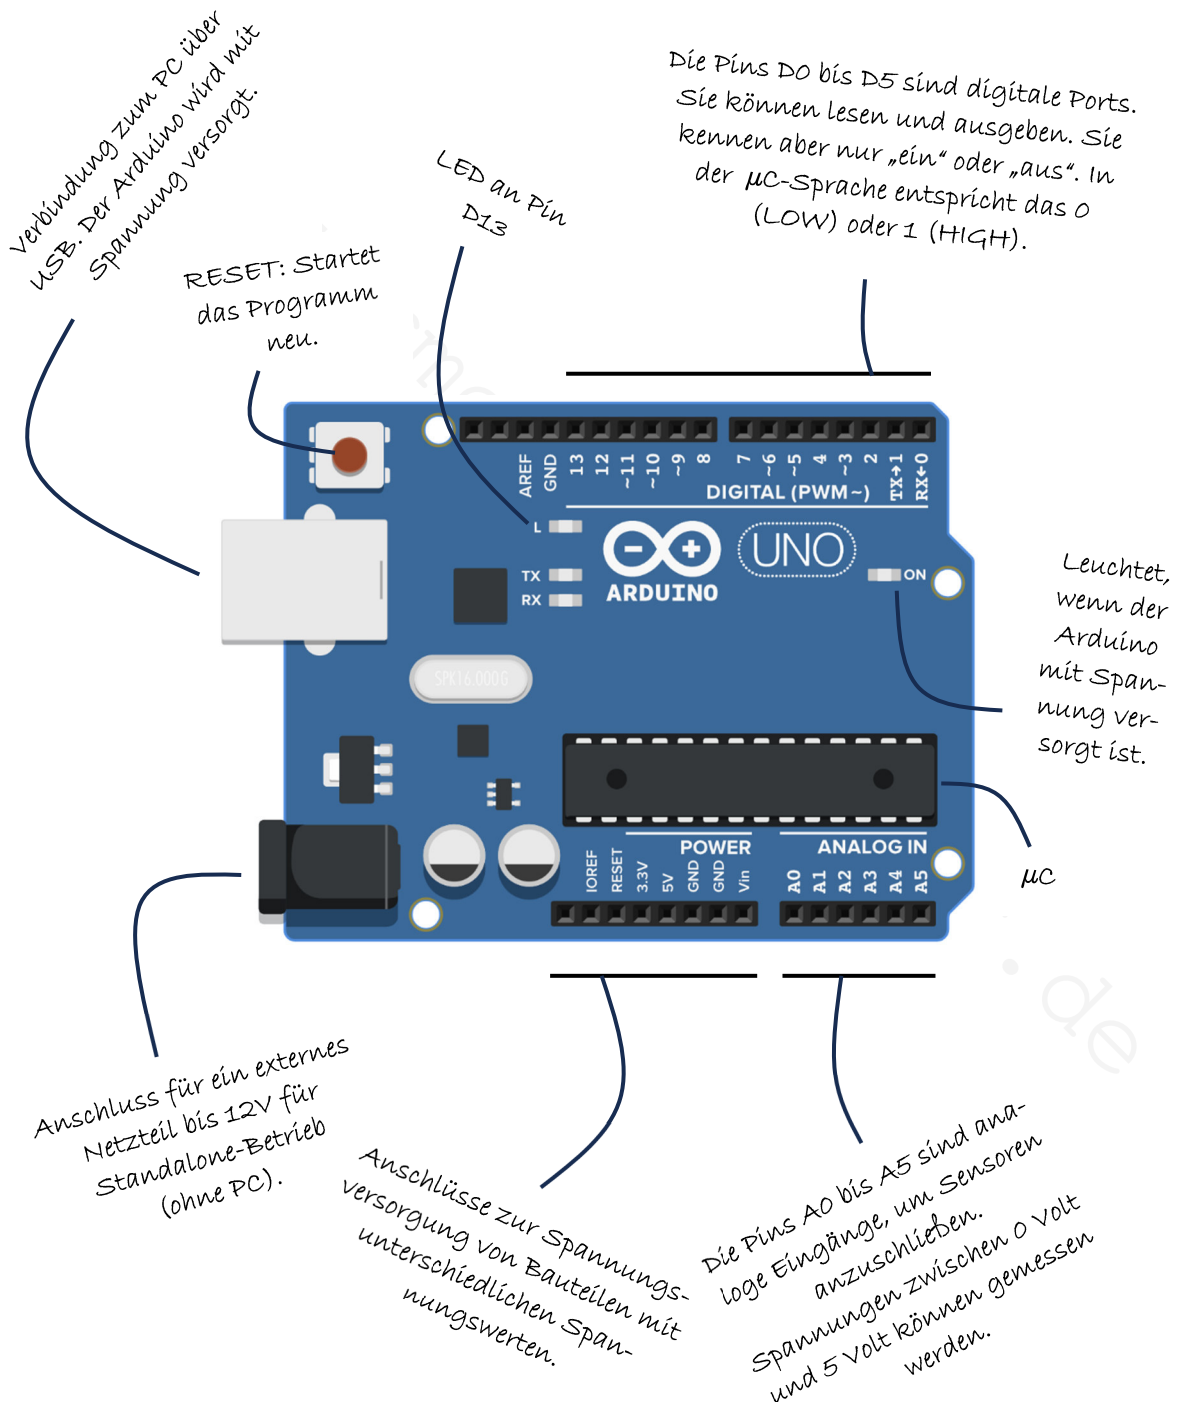 Verbindung zum PC über
USB. Der Arduino wird mit
Spannung versorgt.
RESET: Startet
das Programm
neu.
LED an Pin
D13
Die Pins D0 bis D5 sind digitale Ports.
Sie können lesen und ausgeben. Sie
kennen aber nur „ein“ oder „aus“. In
der µC-Sprache entspricht das 0
(LOW) oder 1 (HIGH).
AREF
GND
13
12
~11
~10
~9
8
7
~6
~5
4
~3
2
TX→1
RX←0
DIGITAL (PWM~)
L
TX
RX
ARDUINO
UNO
ON
SPK16.000G
Leuchtet,
wenn der
Arduino
mit Span-
nung ver-
sorgt ist.
µC
POWER
ANALOG IN
IOREF
RESET
3.3V
5V
GND
GND
Vin
A0
A1
A2
A3
A4
A5
Anschluss für ein externes
Netzteil bis 12V für
Standalone-Betrieb
(ohne PC).
Anschlüsse zur Spannungs-
versorgung von Bauteilen mit
unterschiedlichen Span-
nungswerten.
Die Pins A0 bis A5 sind ana-
loge Eingänge, um Sensoren
anzuschließen.
Spannungen zwischen 0 Volt
und 5 Volt können gemessen
werden.
.de